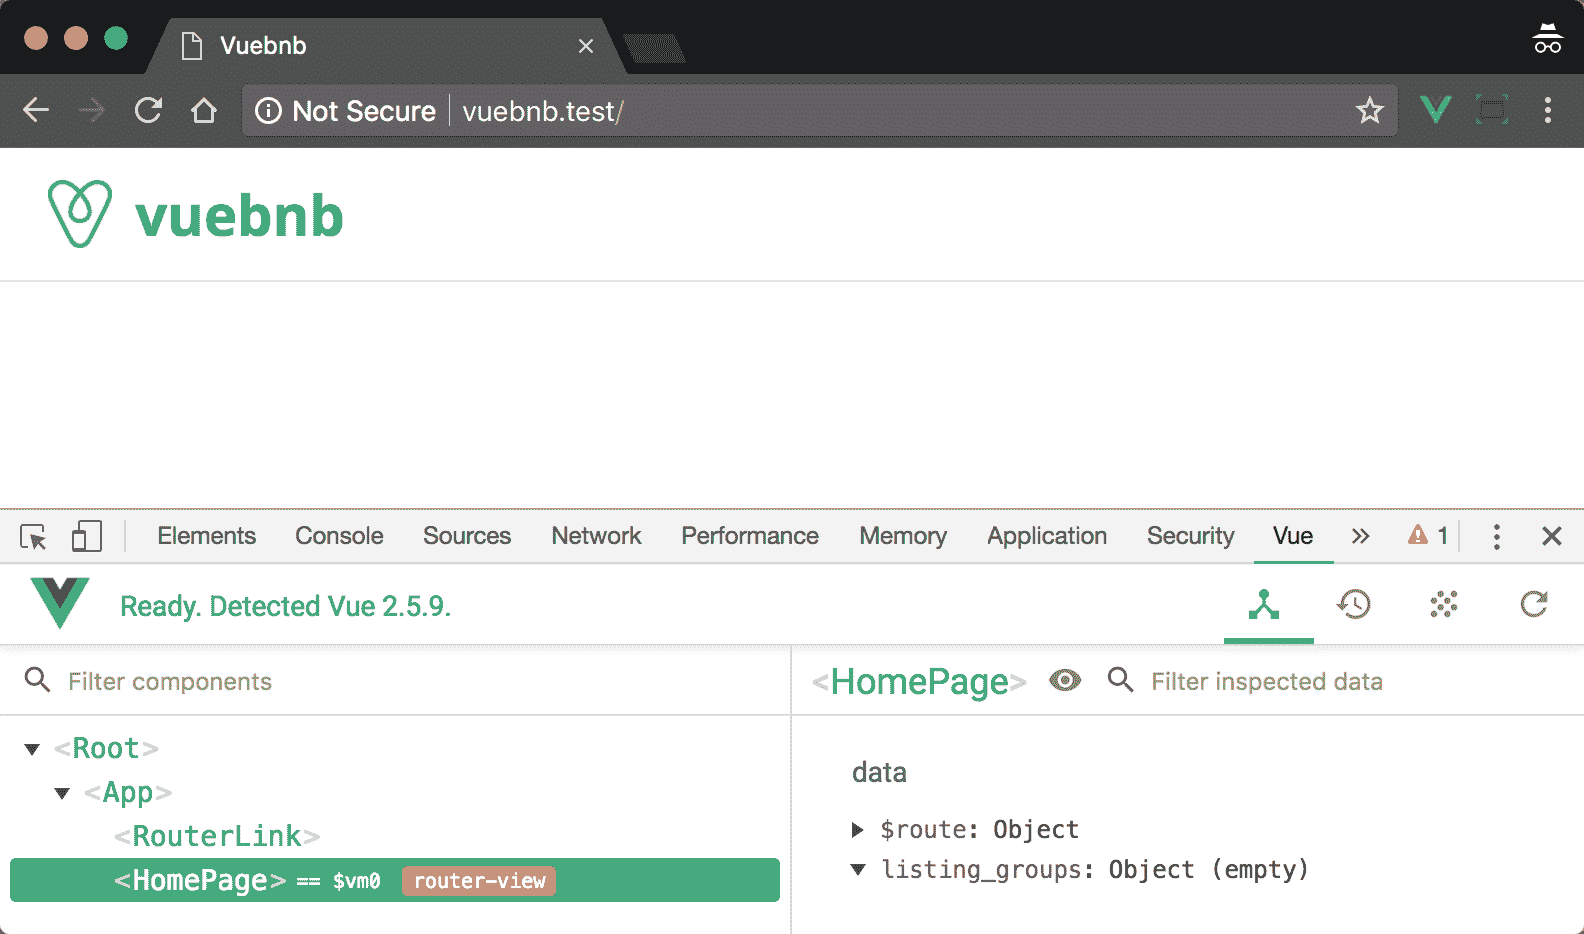 Vuebnb
Not Secure vuebnb.test/
vuebnb
Elements Console Sources Network Performance Memory Application Security Vue 1
Ready. Detected Vue 2.5.9.
Filter components
<HomePage> Filter inspected data
<Root>
<App>
<RouterLink>
<HomePage> == $vm0 router-view
data
$route: Object
listing_groups: Object (empty)